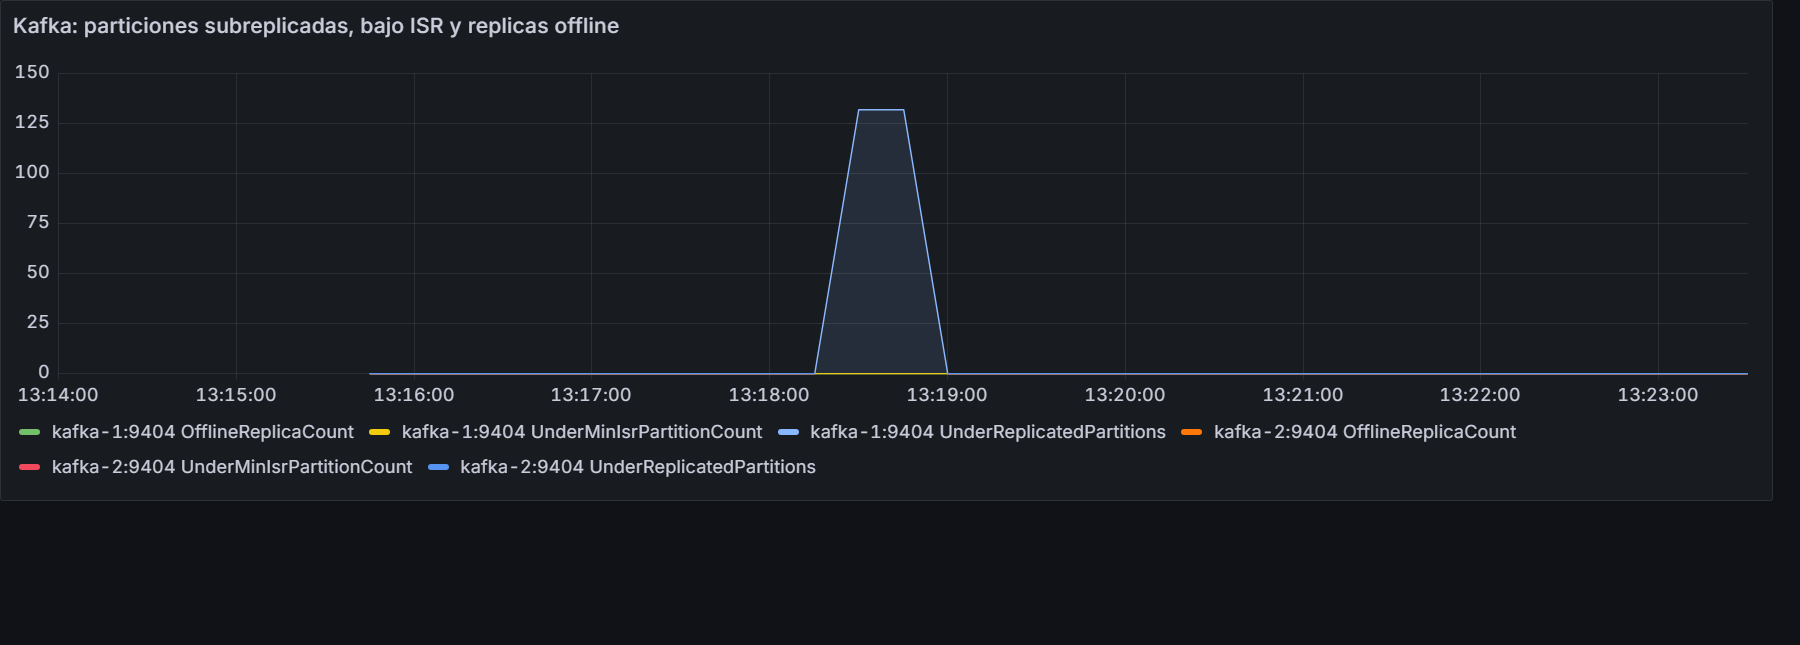 Kafka: particiones subreplicadas, bajo ISR y replicas offline
150
125
100
75
50
25
0
13:14:00 13:15:00 13:16:00 13:17:00 13:18:00 13:19:00 13:20:00 13:21:00 13:22:00 13:23:00
kafka-1:9404 OfflineReplicaCount kafka-1:9404 UnderMinIsrPartitionCount kafka-1:9404 UnderReplicatedPartitions kafka-2:9404 OfflineReplicaCount
kafka-2:9404 UnderMinIsrPartitionCount kafka-2:9404 UnderReplicatedPartitions